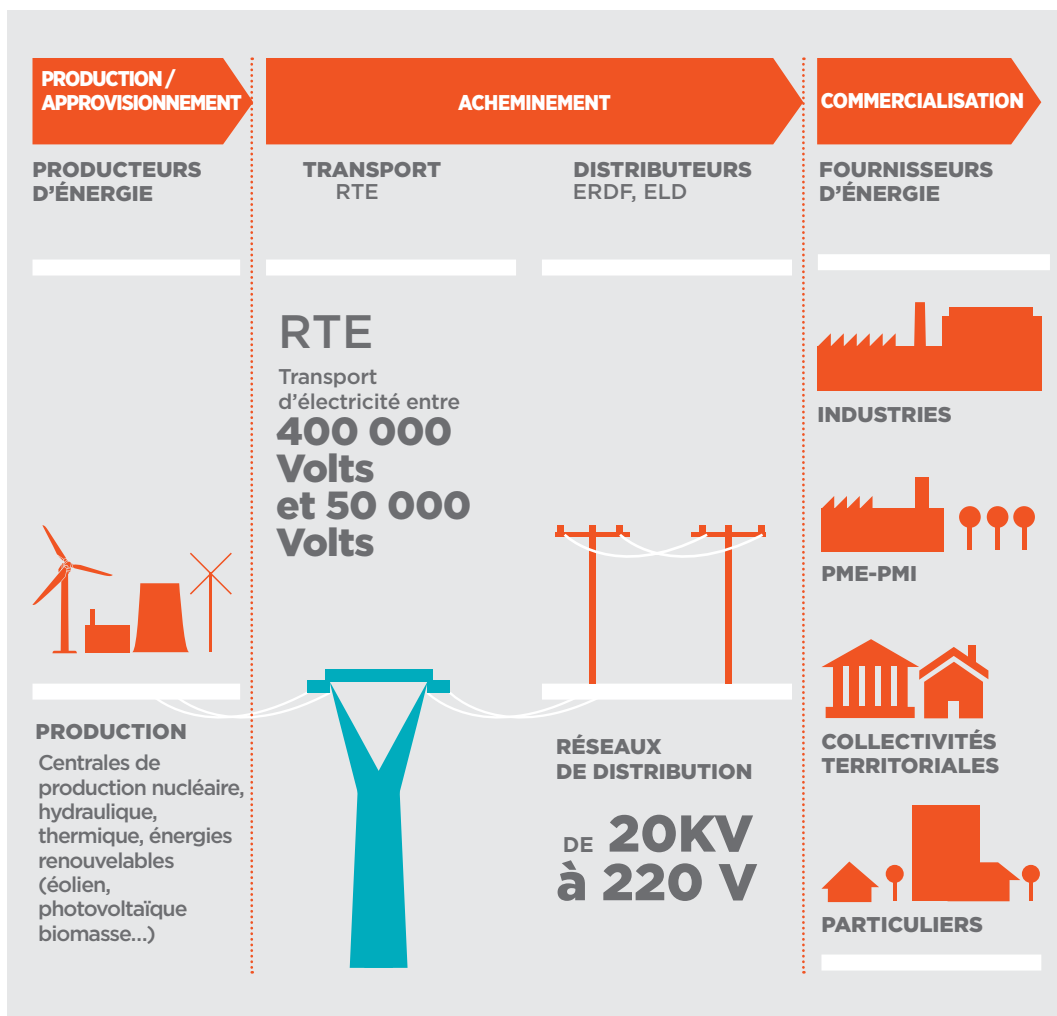 PRODUCTION /
APPROVISIONNEMENT
ACHEMINEMENT
COMMERCIALISATION
PRODUCTEURS
D'ÉNERGIE
TRANSPORT
RTE
DISTRIBUTEURS
ERDF, ELD
FOURNISSEURS
D'ÉNERGIE
RTE
Transport
d'électricité entre
400 000
Volts
et 50 000
Volts
PRODUCTION
Centrales de
production nucléaire,
hydraulique,
thermique, énergies
renouvelables
(éolien,
photovoltaïque
biomasse...)
RÉSEAUX
DE DISTRIBUTION
DE 20KV
à 220 V
INDUSTRIES
PME-PMI
COLLECTIVITÉS
TERRITORIALES
PARTICULIERS